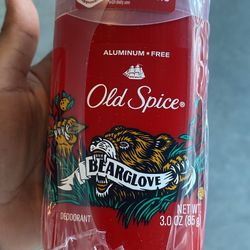 ALUMINUM • FREE
Old Spice®
BEARGLOVE
DEODORANT
NET WT
3.0 OZ (85 g)